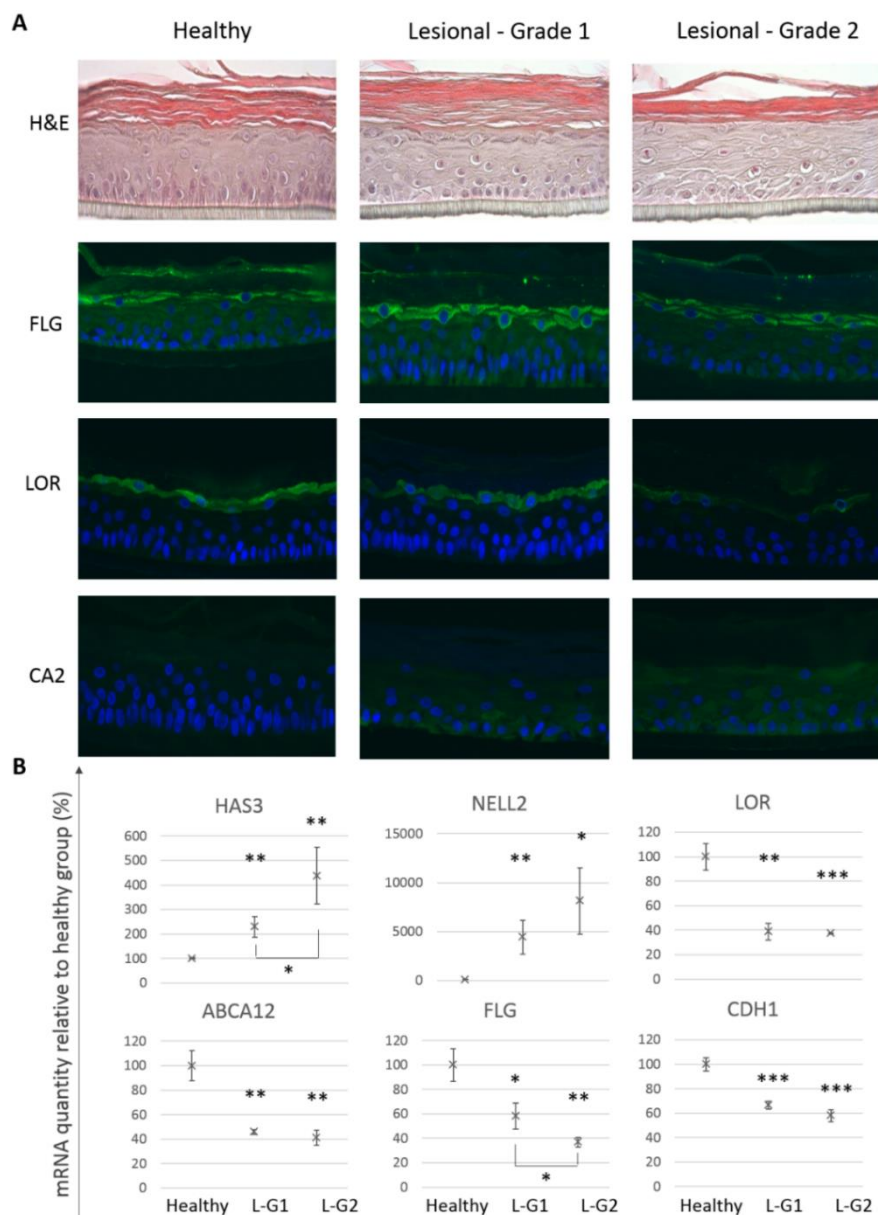 A
Healthy
Lesional - Grade 1
Lesional - Grade 2
H&E
FLG
LOR
CA2
B
mRNA quantity relative to healthy group (%)
HAS3
600
500
400
300
200
100
0
**
**
*
NELL2
15000
10000
5000
0
**
*
LOR
120
100
80
60
40
20
0
**
***
ABCA12
120
100
80
60
40
20
0
**
**
Healthy L-G1 L-G2
FLG
120
100
80
60
40
20
0
*
**
*
Healthy L-G1 L-G2
CDH1
120
100
80
60
40
20
0
***
***
Healthy L-G1 L-G2